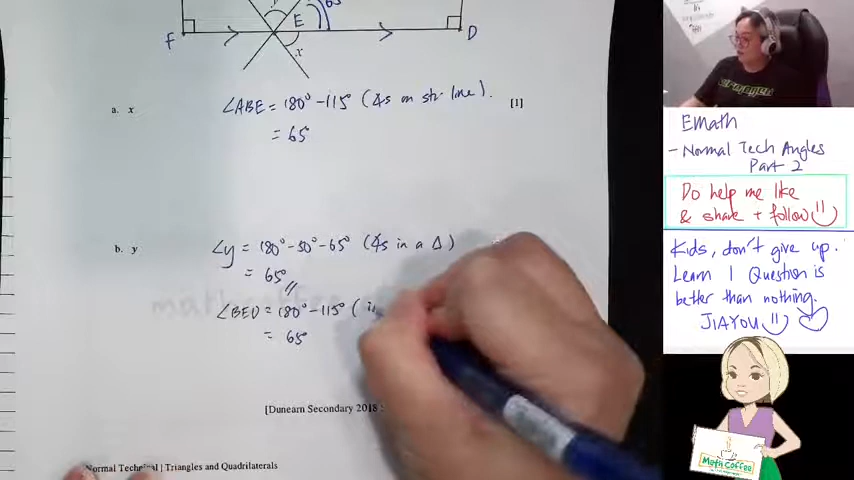 E
65
F
D
x
a. x
∠ABE = 180° - 115° (∡s on str line).
[1]
= 65°
b. y
∠y = 180° - 50° - 65° (∡s in a Δ)
= 65°
∠BED = 180° - 115° (
= 65°
[Dunearn Secondary 2018
Normal Technical | Triangles and Quadrilaterals
EMath
- Normal Tech Angles
Part 2
Do help me like
& share + follow
Kids, don't give up.
Learn 1 Question is
better than nothing.
JIAYOU
Math Coffee